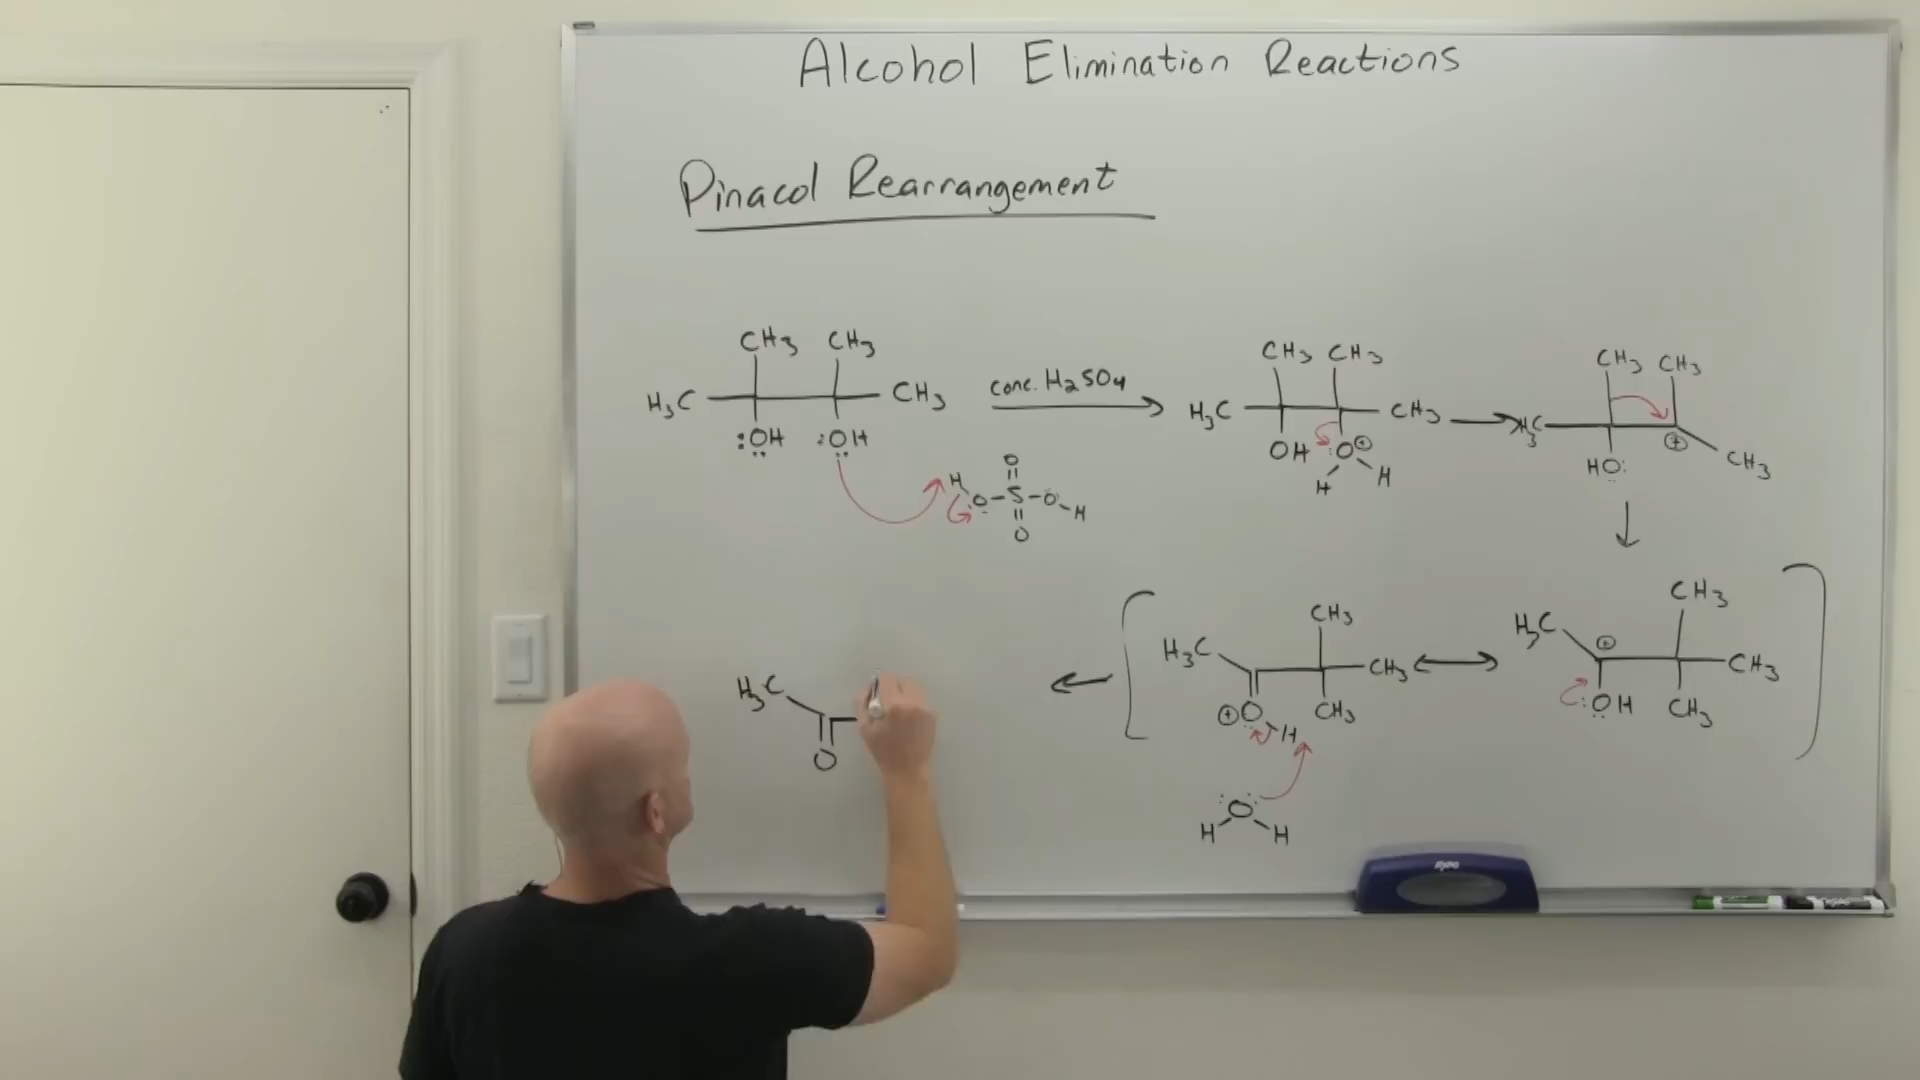 Alcohol Elimination Reactions
Pinacol Rearrangement
CH3 CH3
H3C CH3
:OH :OH
conc. H2SO4
O
H O S O H
O
CH3 CH3
H3C CH3
OH :O⊕
H H
CH3 CH3
H3C ⊕
HO: CH3
CH3
H3C CH3
⊕O H CH3
O
H H
CH3
H3C ⊕ CH3
:OH CH3
H3C
O
EXPO